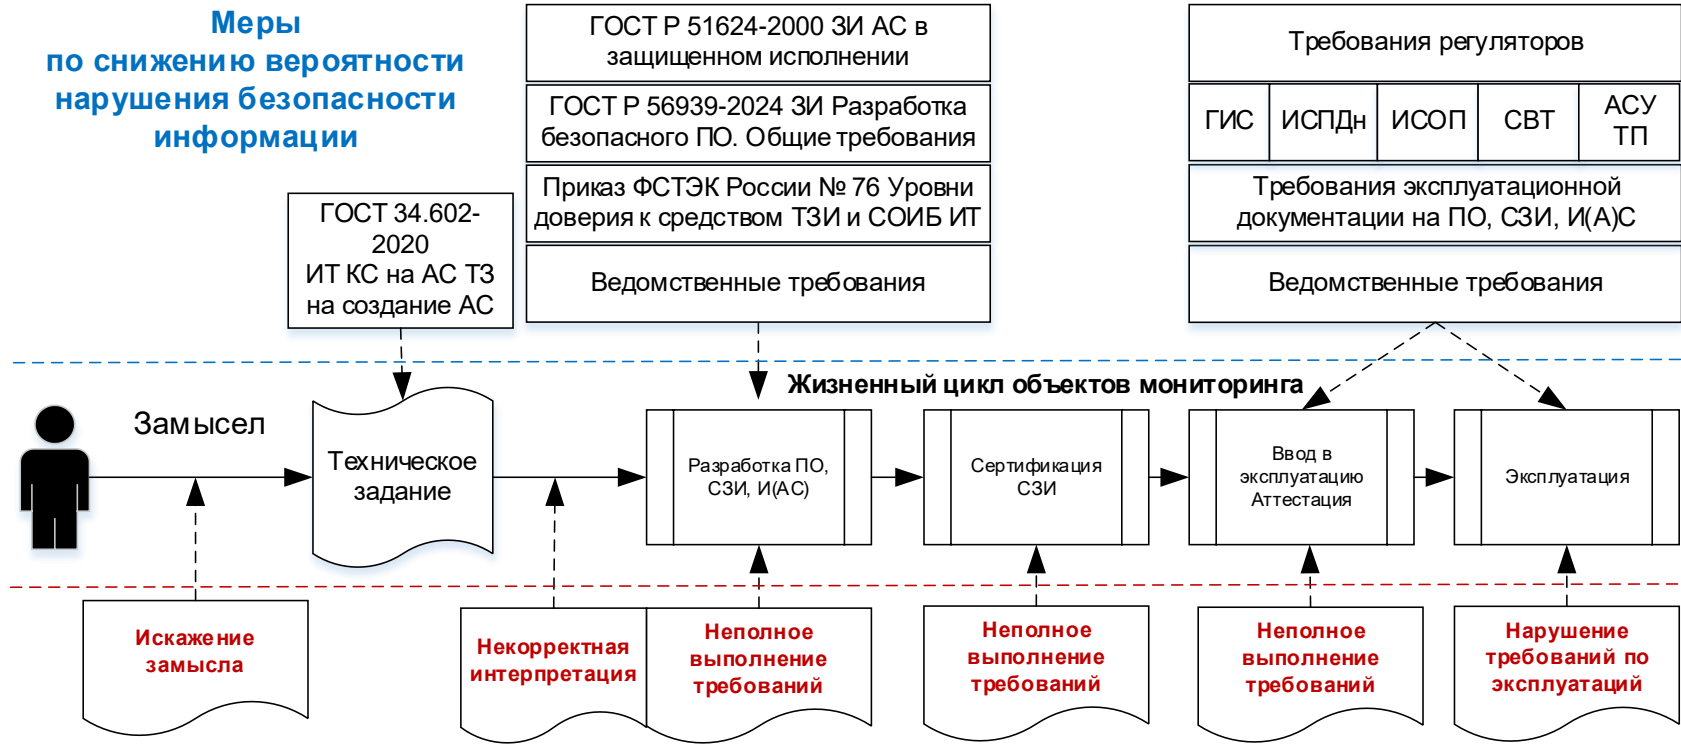 Меры
по снижению вероятности
нарушения безопасности
информации
ГОСТ Р 51624-2000 ЗИ АС в
защищенном исполнении
ГОСТ Р 56939-2024 ЗИ Разработка
безопасного ПО. Общие требования
Приказ ФСТЭК России № 76 Уровни
доверия к средством ТЗИ и СОИБ ИТ
Ведомственные требования
Требования регуляторов
ГИС
ИСПДн
ИСОП
СВТ
АСУ
ТП
Требования эксплуатационной
документации на ПО, СЗИ, И(А)С
Ведомственные требования
ГОСТ 34.602-
2020
ИТ КС на АС ТЗ
на создание АС
Жизненный цикл объектов мониторинга
Замысел
Техническое
задание
Разработка ПО,
СЗИ, И(АС)
Сертификация
СЗИ
Ввод в
эксплуатацию
Аттестация
Эксплуатация
Искажение
замысла
Некорректная
интерпретация
Неполное
выполнение
требований
Неполное
выполнение
требований
Неполное
выполнение
требований
Нарушение
требований по
эксплуатаций